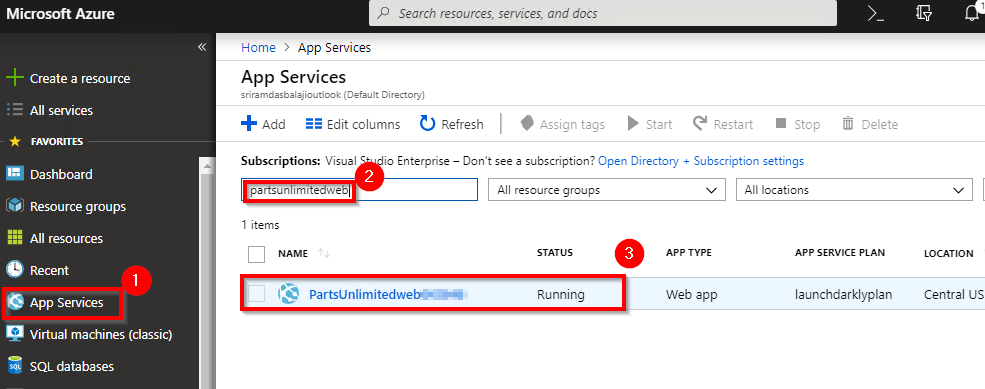 Microsoft Azure
Search resources, services, and docs
1
«
Create a resource
All services
FAVORITES
Dashboard
Resource groups
All resources
Recent
1
App Services
Virtual machines (classic)
SQL databases
Home > App Services
App Services
sriramdasbalajioutlook (Default Directory)
Add Edit columns Refresh Assign tags Start Restart Stop Delete
Subscriptions: Visual Studio Enterprise – Don't see a subscription? Open Directory + Subscription settings
2
partsunlimitedweb All resource groups All locations
1 items
3
NAME STATUS APP TYPE APP SERVICE PLAN LOCATION
PartsUnlimitedweb Running Web app launchdarklyplan Central US